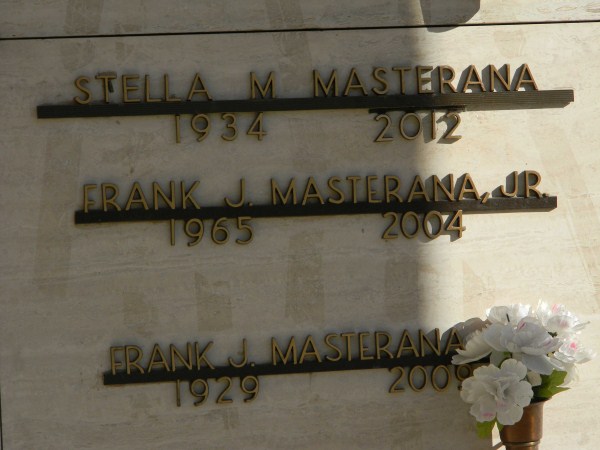 STELLA M MASTERANA
1934 2012
FRANK J. MASTERANA, JR.
1965 2004
FRANK J. MASTERANA
1929 2009